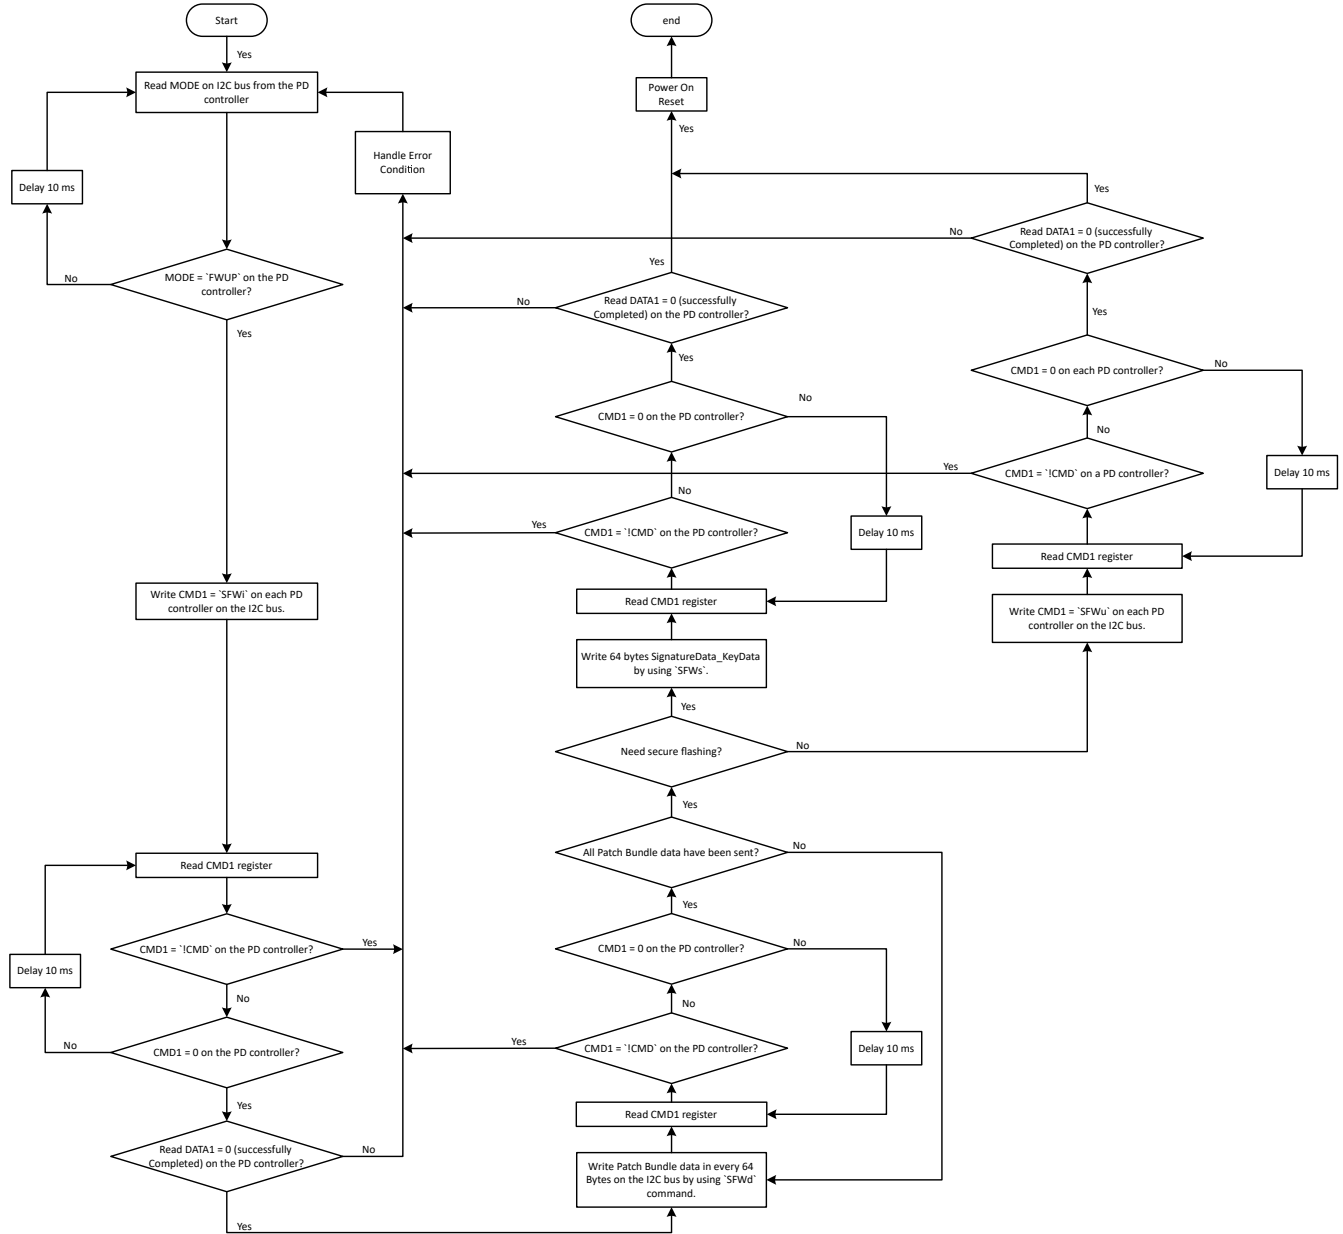 Start
Yes
Read MODE on I2C bus from the PD
controller
Delay 10 ms
Handle Error
Condition
No
MODE = `FWUP` on the PD
controller?
Yes
Write CMD1 = `SFWi` on each PD
controller on the I2C bus.
Read CMD1 register
CMD1 = `!CMD` on the PD controller?
Yes
Delay 10 ms
No
No
CMD1 = 0 on the PD controller?
Yes
Read DATA1 = 0 (successfully
Completed) on the PD controller?
No
Yes
end
Power On
Reset
Yes
Yes
Read DATA1 = 0 (successfully
Completed) on the PD controller?
No
Yes
CMD1 = 0 on the PD controller?
No
No
Yes
CMD1 = `!CMD` on the PD controller?
Delay 10 ms
Read CMD1 register
Write 64 bytes SignatureData_KeyData
by using `SFWs`.
Yes
Need secure flashing?
No
Yes
All Patch Bundle data have been sent?
No
Yes
CMD1 = 0 on the PD controller?
No
No
Yes
CMD1 = `!CMD` on the PD controller?
Delay 10 ms
Read CMD1 register
Write Patch Bundle data in every 64
Bytes on the I2C bus by using `SFWd`
command.
Yes
No
Read DATA1 = 0 (successfully
Completed) on the PD controller?
Yes
CMD1 = 0 on each PD controller?
No
No
Yes
CMD1 = `!CMD` on a PD controller?
Delay 10 ms
Read CMD1 register
Write CMD1 = `SFWu` on each PD
controller on the I2C bus.